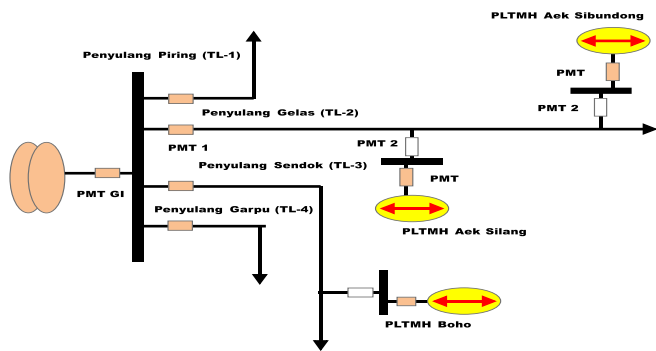 PLTMH Aek Sibundong
Penyulang Piring (TL-1)
PMT
Penyulang Gelas (TL-2)
PMT 2
PMT 1
PMT 2
Penyulang Sendok (TL-3)
PMT
PMT GI
Penyulang Garpu (TL-4)
PLTMH Aek Silang
PLTMH Boho